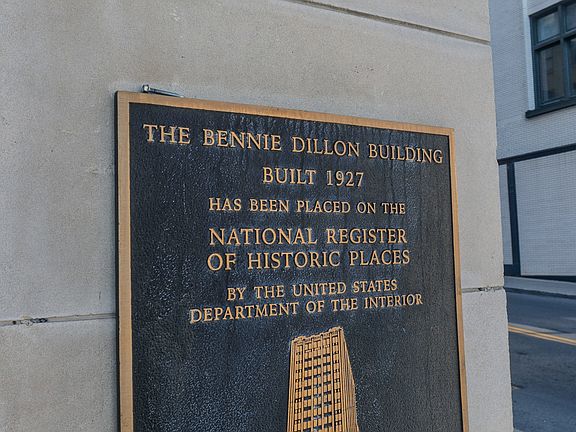 THE BENNIE DILLON BUILDING
BUILT 1927
HAS BEEN PLACED ON THE
NATIONAL REGISTER
OF HISTORIC PLACES
BY THE UNITED STATES
DEPARTMENT OF THE INTERIOR